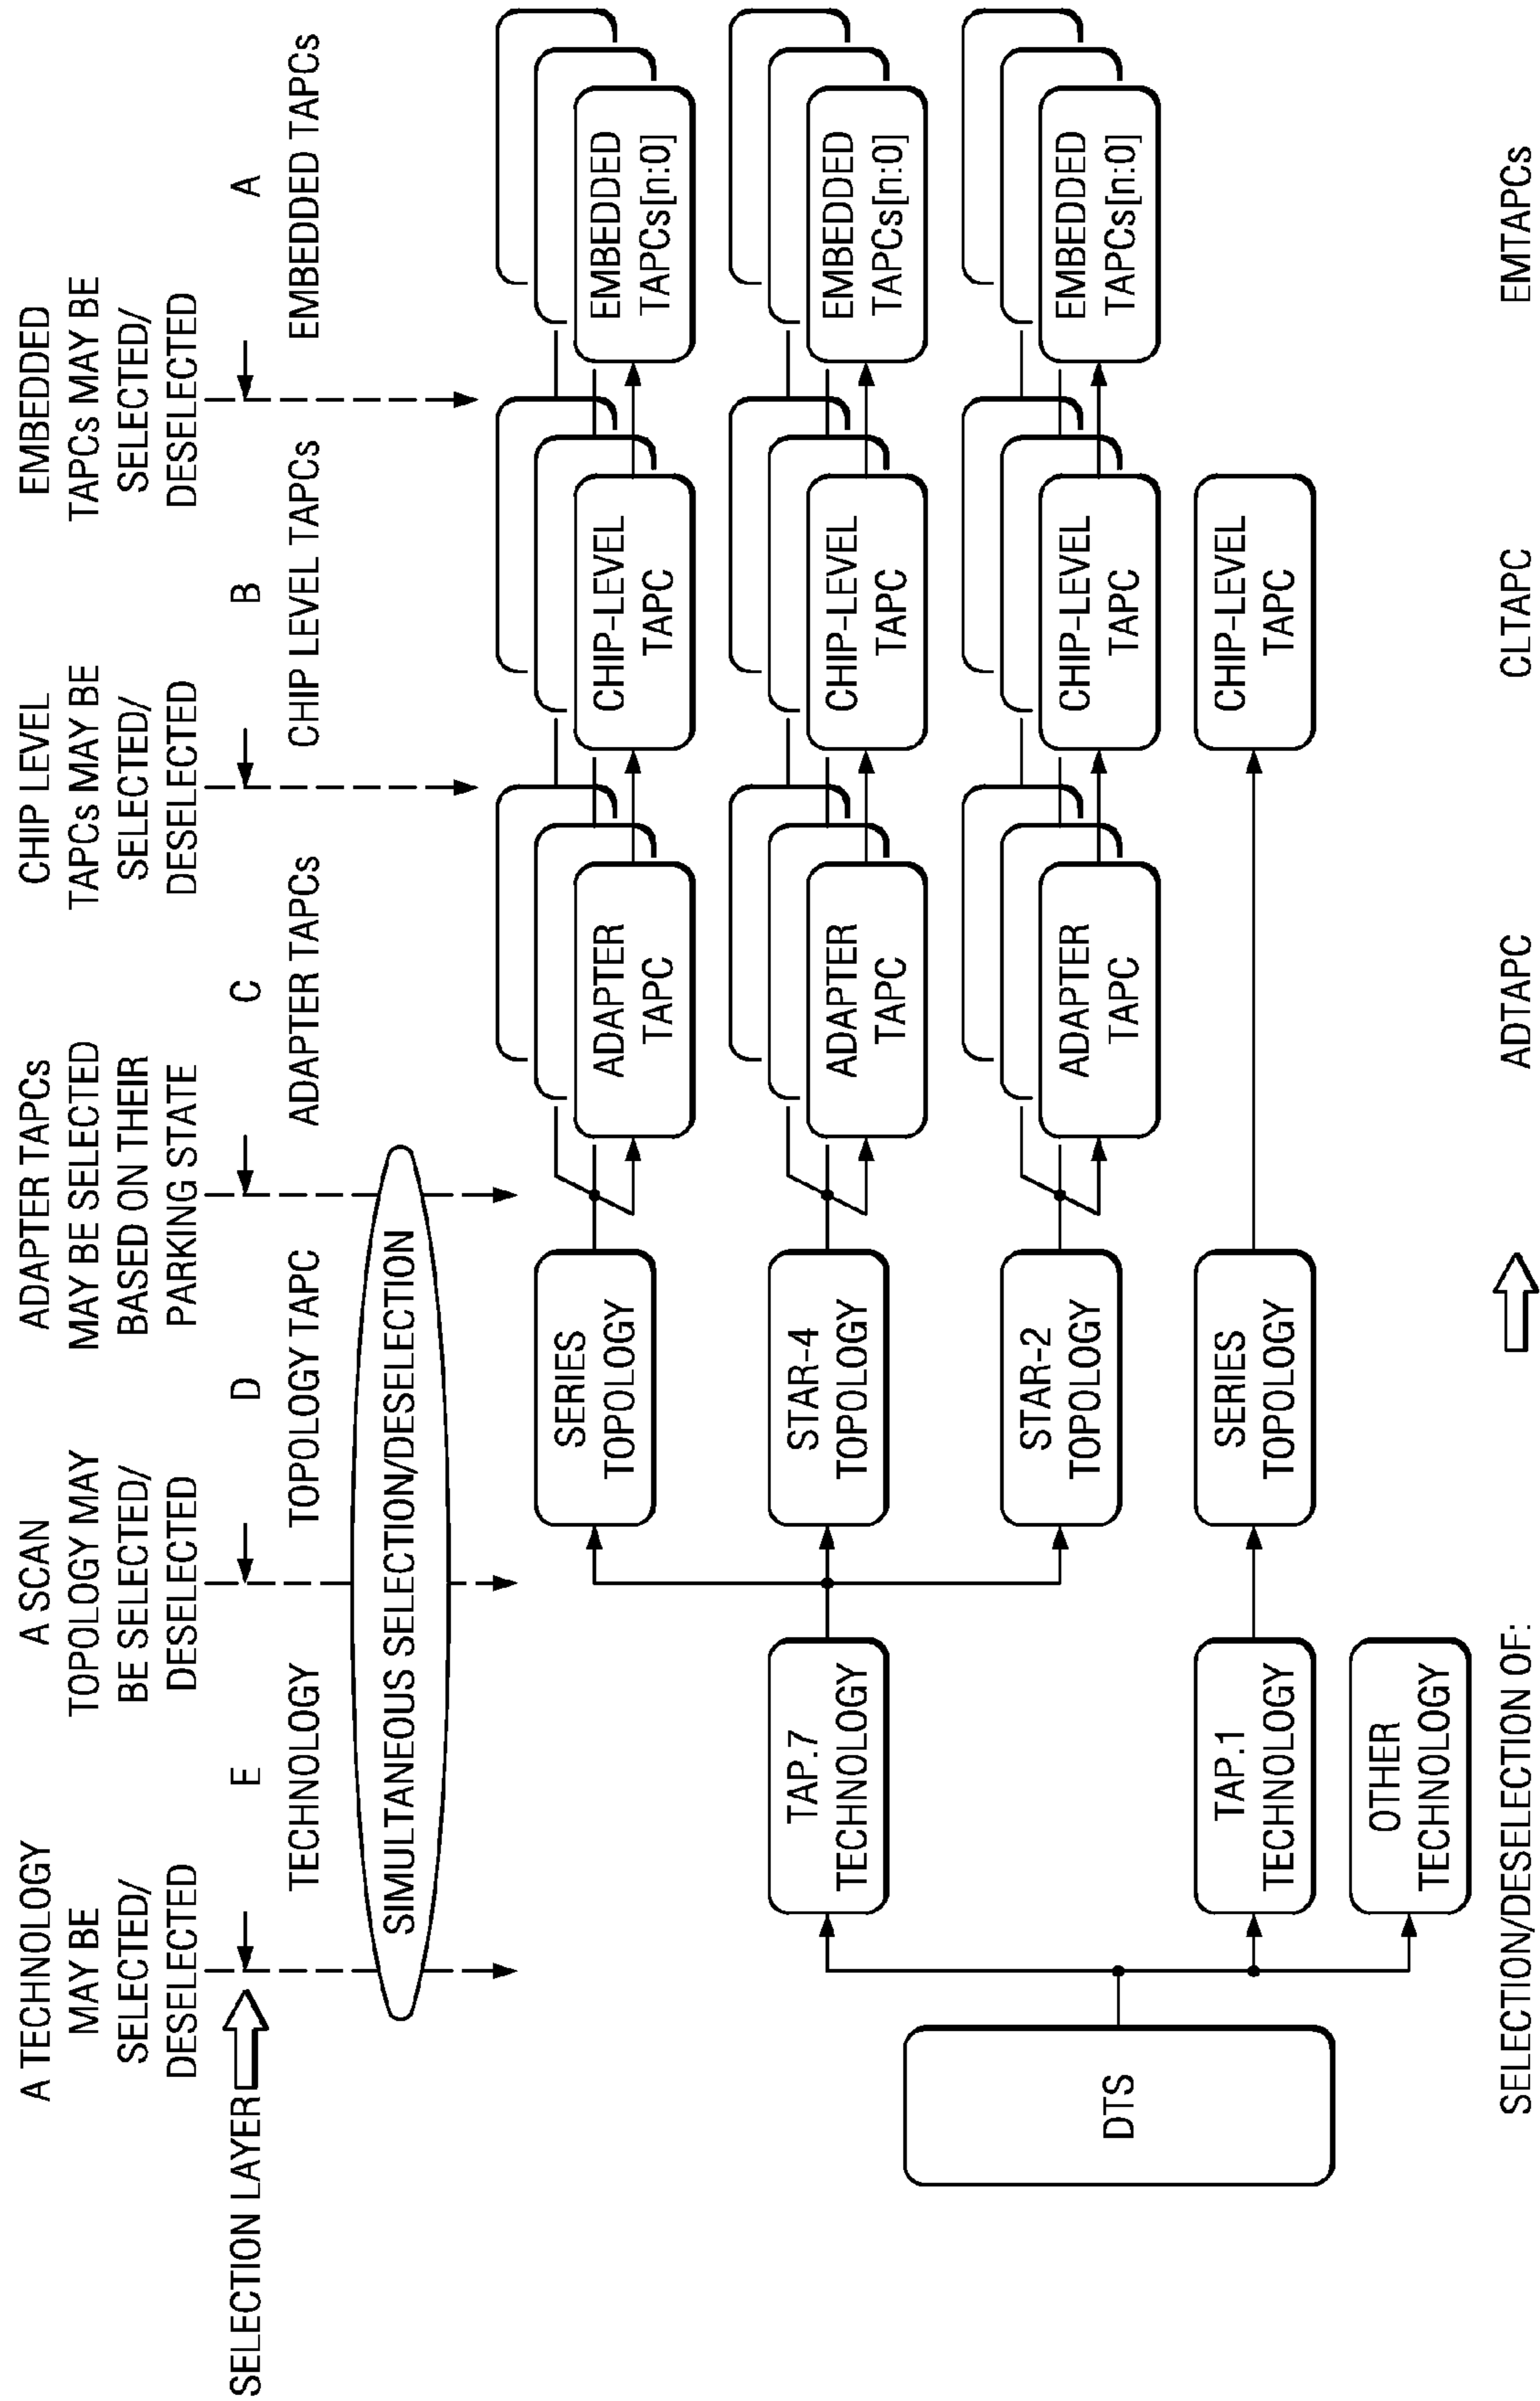 A TECHNOLOGY
MAY BE
SELECTED/
DESELECTED
A SCAN
TOPOLOGY MAY
BE SELECTED/
DESELECTED
ADAPTER TAPCs
MAY BE SELECTED
BASED ON THEIR
PARKING STATE
CHIP LEVEL
TAPCs MAY BE
SELECTED/
DESELECTED
EMBEDDED
TAPCs MAY BE
SELECTED/
DESELECTED
SELECTION LAYER
E
D
C
B
A
TECHNOLOGY
TOPOLOGY TAPC
ADAPTER TAPCs
CHIP LEVEL TAPCs
EMBEDDED TAPCs
SIMULTANEOUS SELECTION/DESELECTION
SERIES
TOPOLOGY
ADAPTER
TAPC
CHIP-LEVEL
TAPC
EMBEDDED
TAPCs[n:0]
TAP.7
TECHNOLOGY
STAR-4
TOPOLOGY
ADAPTER
TAPC
CHIP-LEVEL
TAPC
EMBEDDED
TAPCs[n:0]
DTS
STAR-2
TOPOLOGY
ADAPTER
TAPC
CHIP-LEVEL
TAPC
EMBEDDED
TAPCs[n:0]
TAP.1
TECHNOLOGY
SERIES
TOPOLOGY
CHIP-LEVEL
TAPC
OTHER
TECHNOLOGY
SELECTION/DESELECTION OF:
ADTAPC
CLTAPC
EMTAPCs